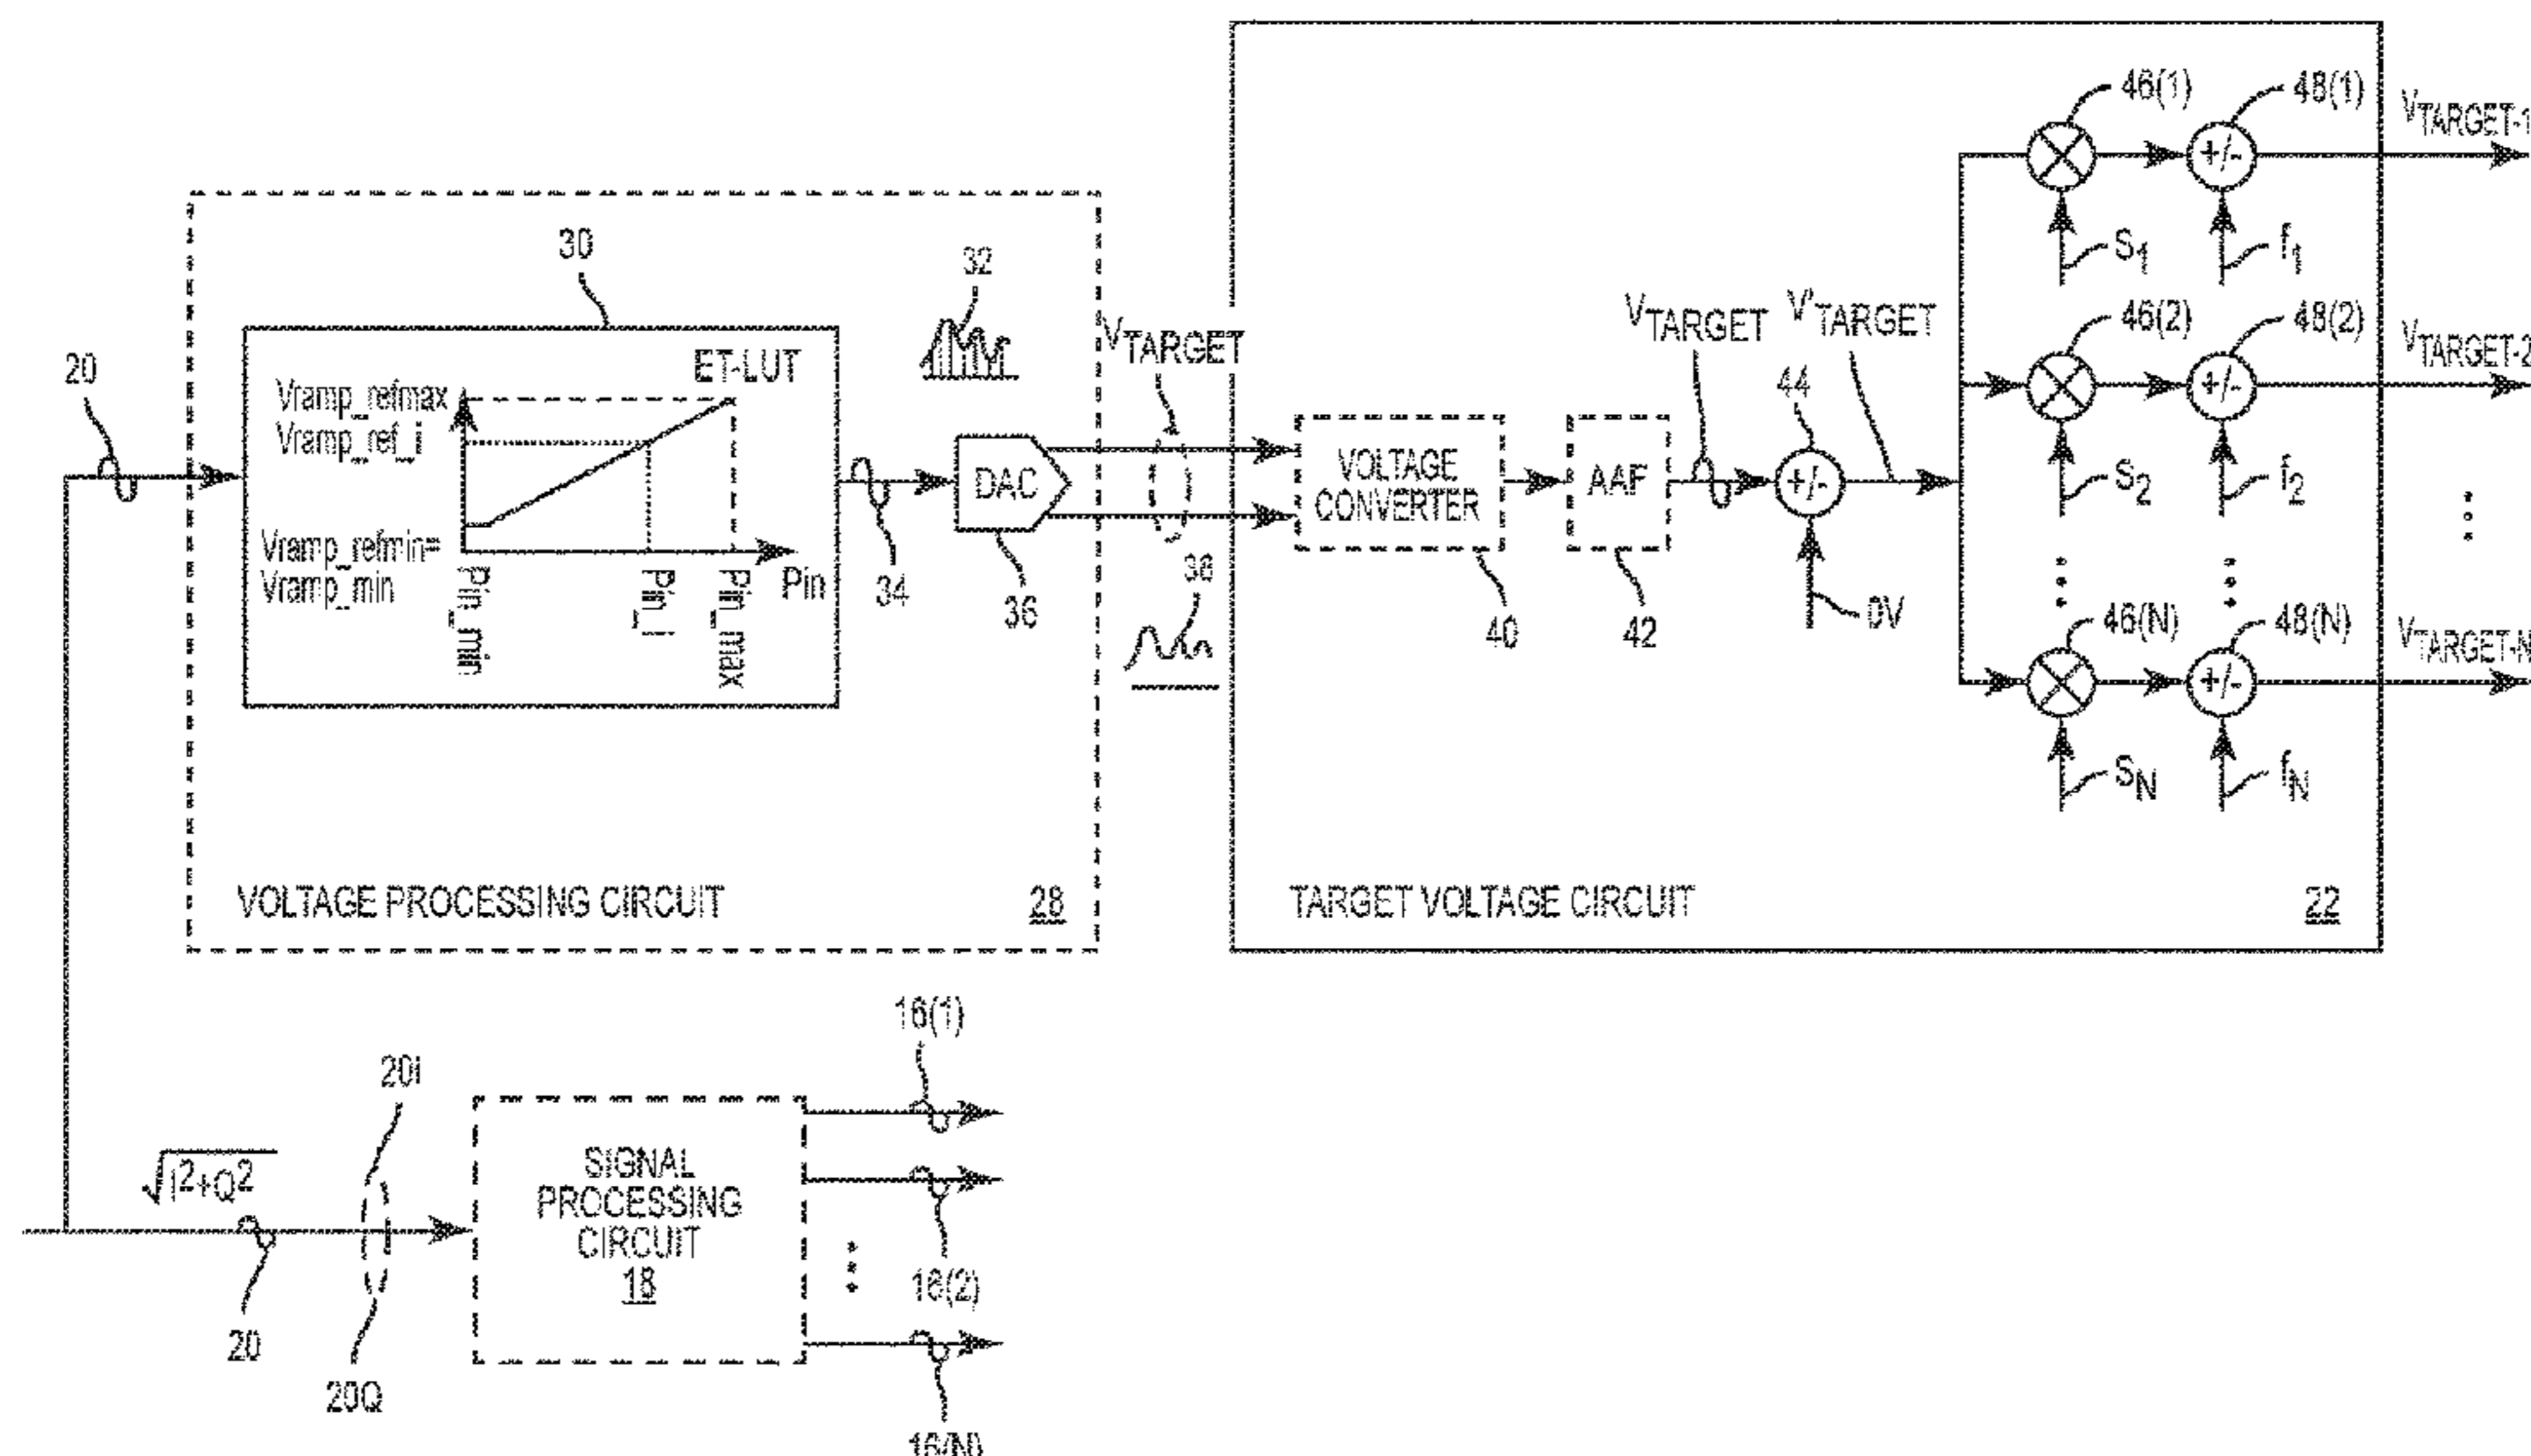 46(1)
48(1)
VTARGET-1
S1
f1
30
32
VTARGET
VTARGET
V'TARGET
46(2)
48(2)
VTARGET-2
20
ET-LUT
Vramp_refmax
Vramp_ref_i
44
DAC
VOLTAGE
CONVERTER
AAF
+/-
+/-
+/-
+/-
S2
f2
Vramp_refmin=
Vramp_min
Pin_min
Pin_i
Pin_max
Pin
34
36
38
40
42
0V
46(N)
48(N)
VTARGET-N
SN
fN
VOLTAGE PROCESSING CIRCUIT
28
TARGET VOLTAGE CIRCUIT
22
16(1)
20I
√I2+Q2
SIGNAL
PROCESSING
CIRCUIT
18
16(2)
20
20Q
16(N)